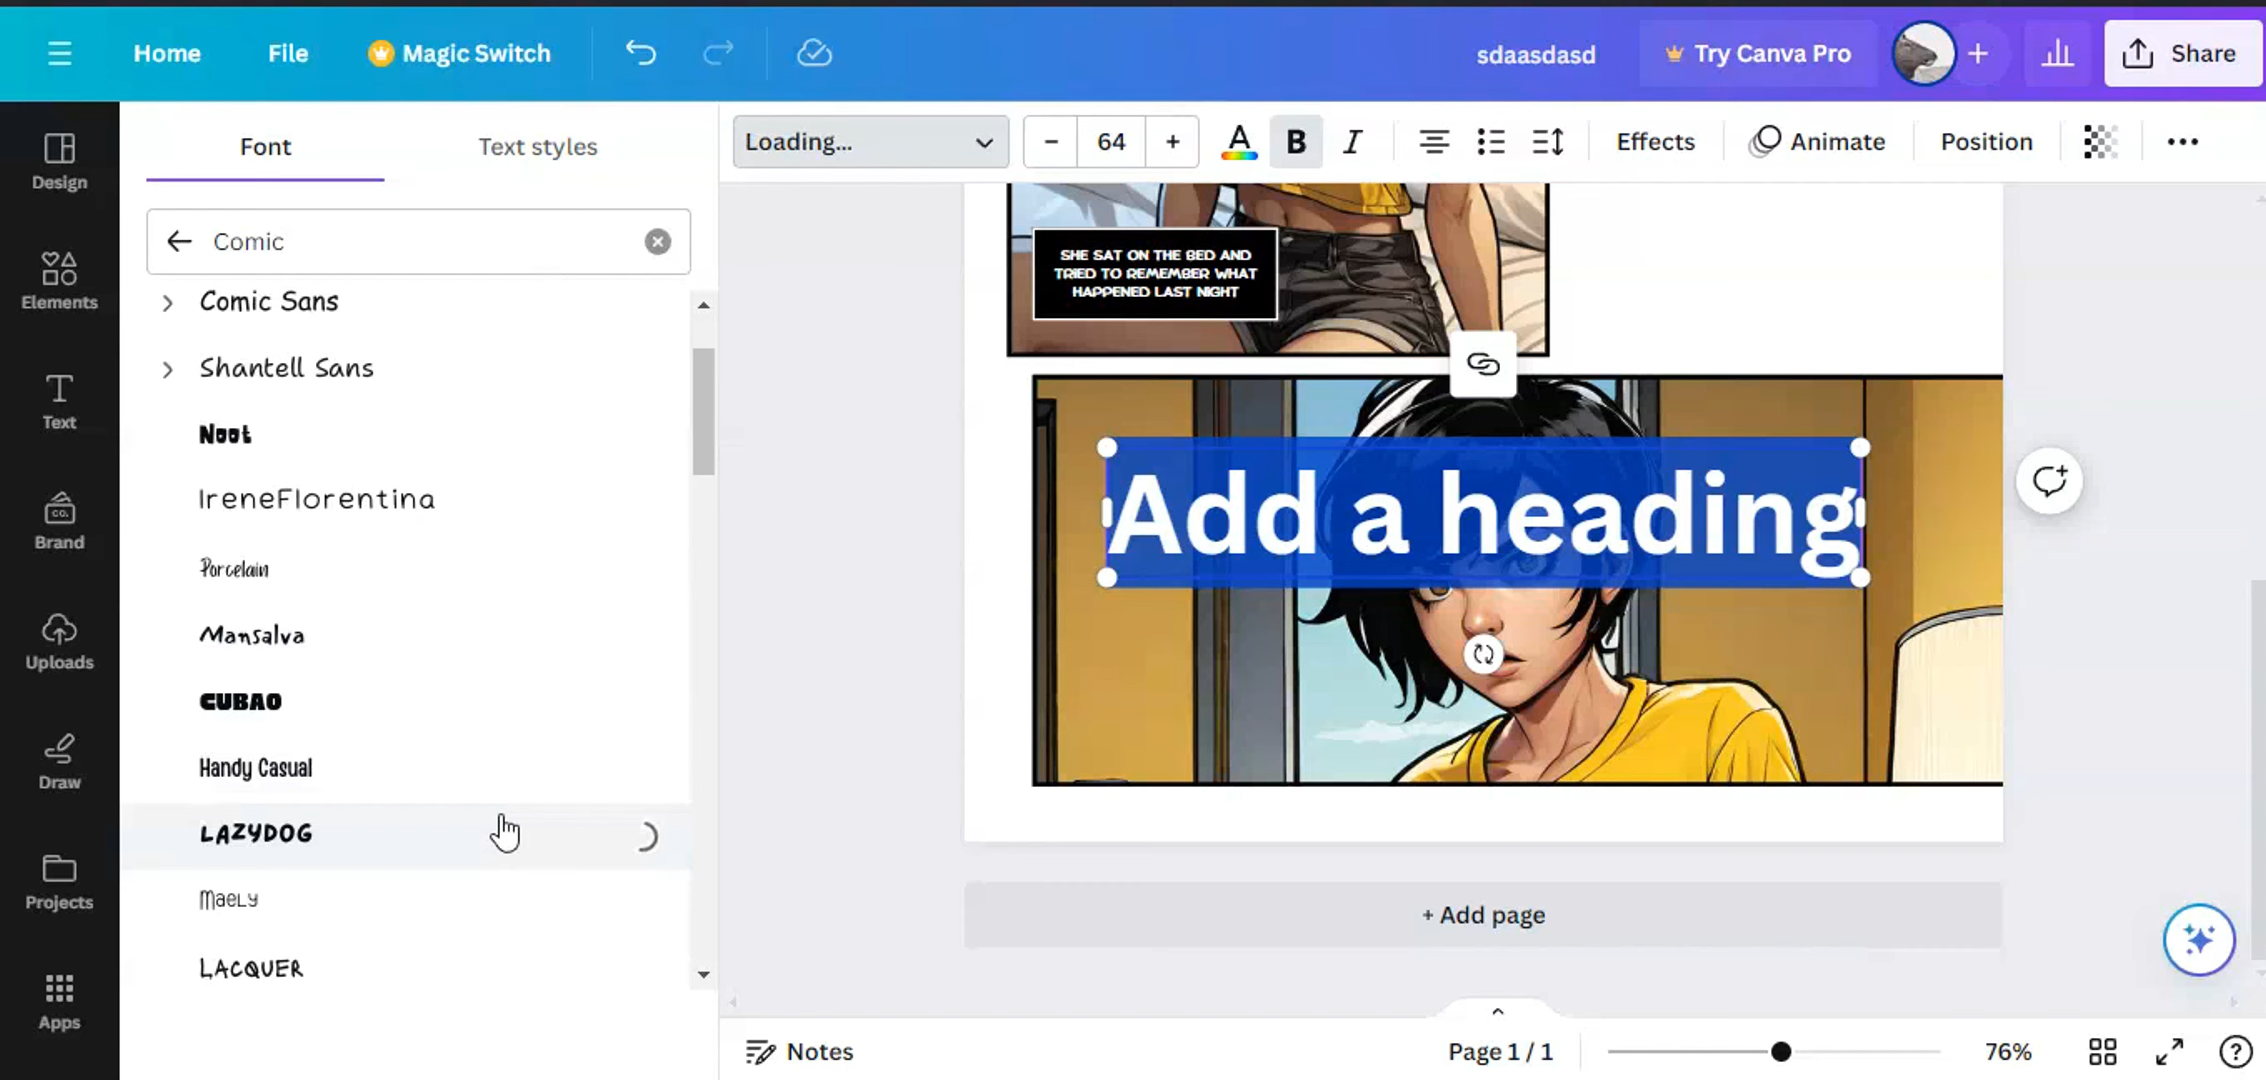 Home File Magic Switch sdaasdasd Try Canva Pro Share
Design
Elements
Text
CO.
Brand
Uploads
Draw
Projects
Apps
Font Text styles
Comic
Comic Sans
Shantell Sans
Noot
IreneFlorentina
Porcelain
Mansalva
CUBAO
Handy Casual
LAZYDOG
Maely
LACQUER
Loading... − 64 + A B I Effects Animate Position
SHE SAT ON THE BED AND
TRIED TO REMEMBER WHAT
HAPPENED LAST NIGHT
Add a heading
+ Add page
Notes Page 1 / 1 76%